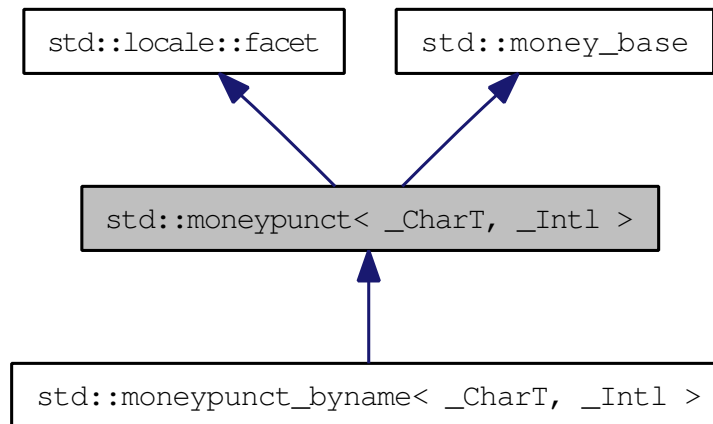 std::locale::facet
std::money_base
std::moneypunct< _CharT, _Intl >
std::moneypunct_byname< _CharT, _Intl >